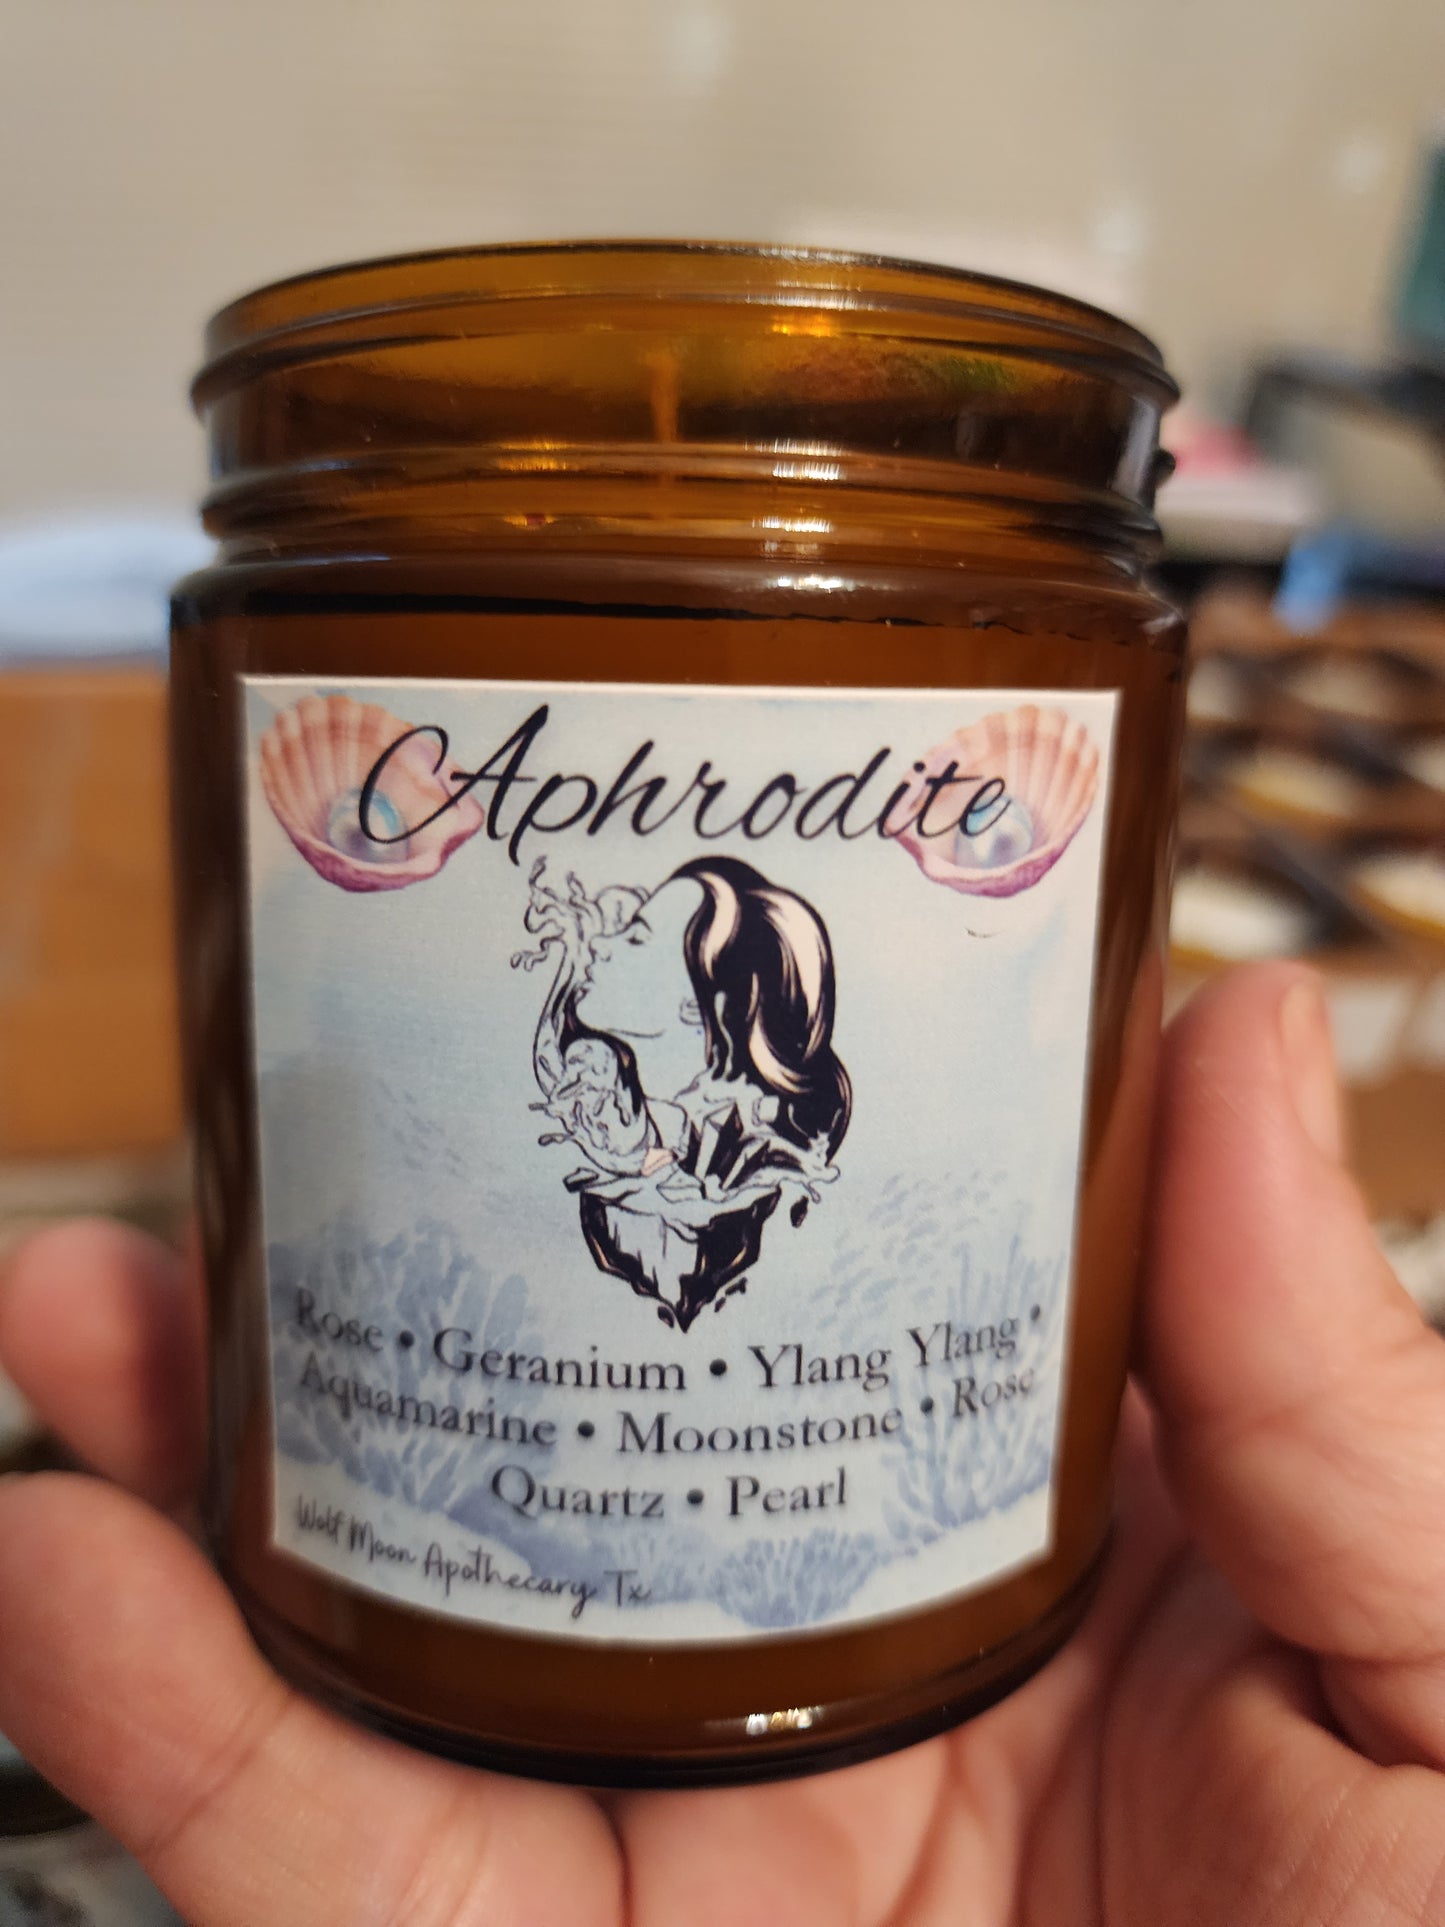 Aphrodite
Rose • Geranium • Ylang Ylang •
Aquamarine • Moonstone • Rose
Quartz • Pearl
Wolf Moon Apothecary Tx